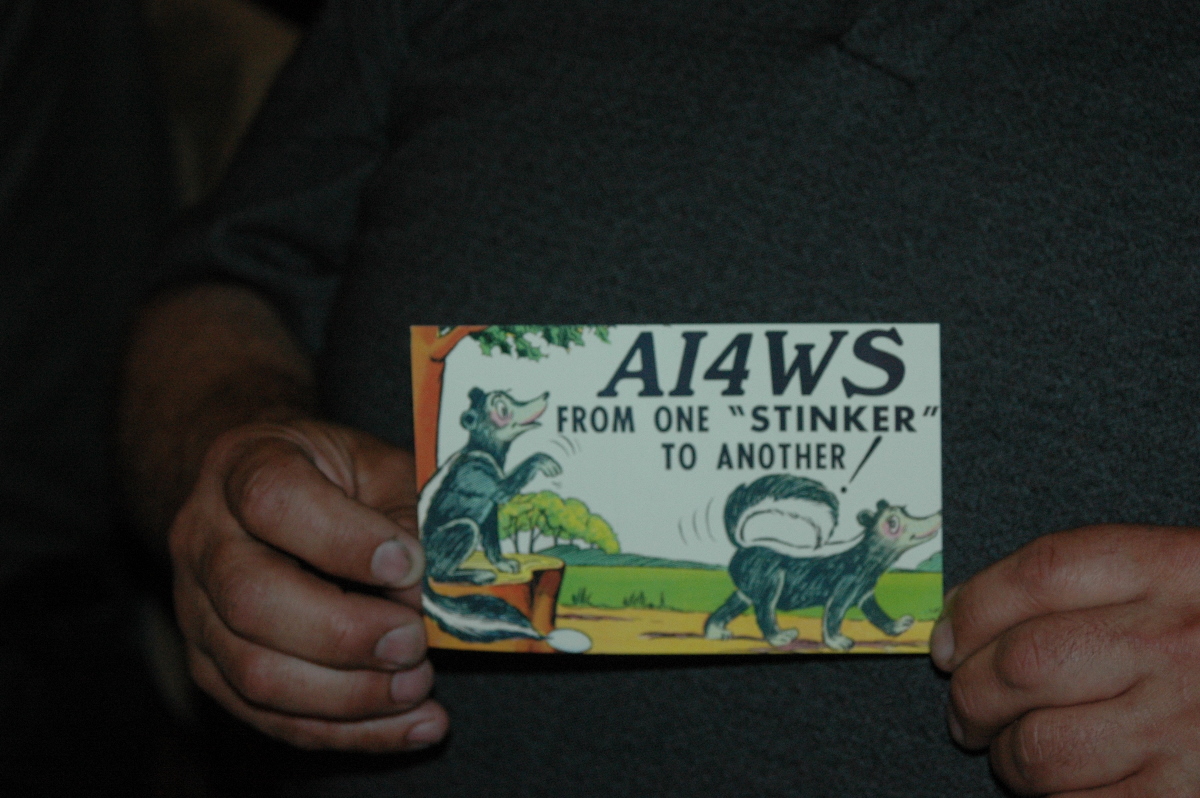 AI4WS
FROM ONE "STINKER"
TO ANOTHER!